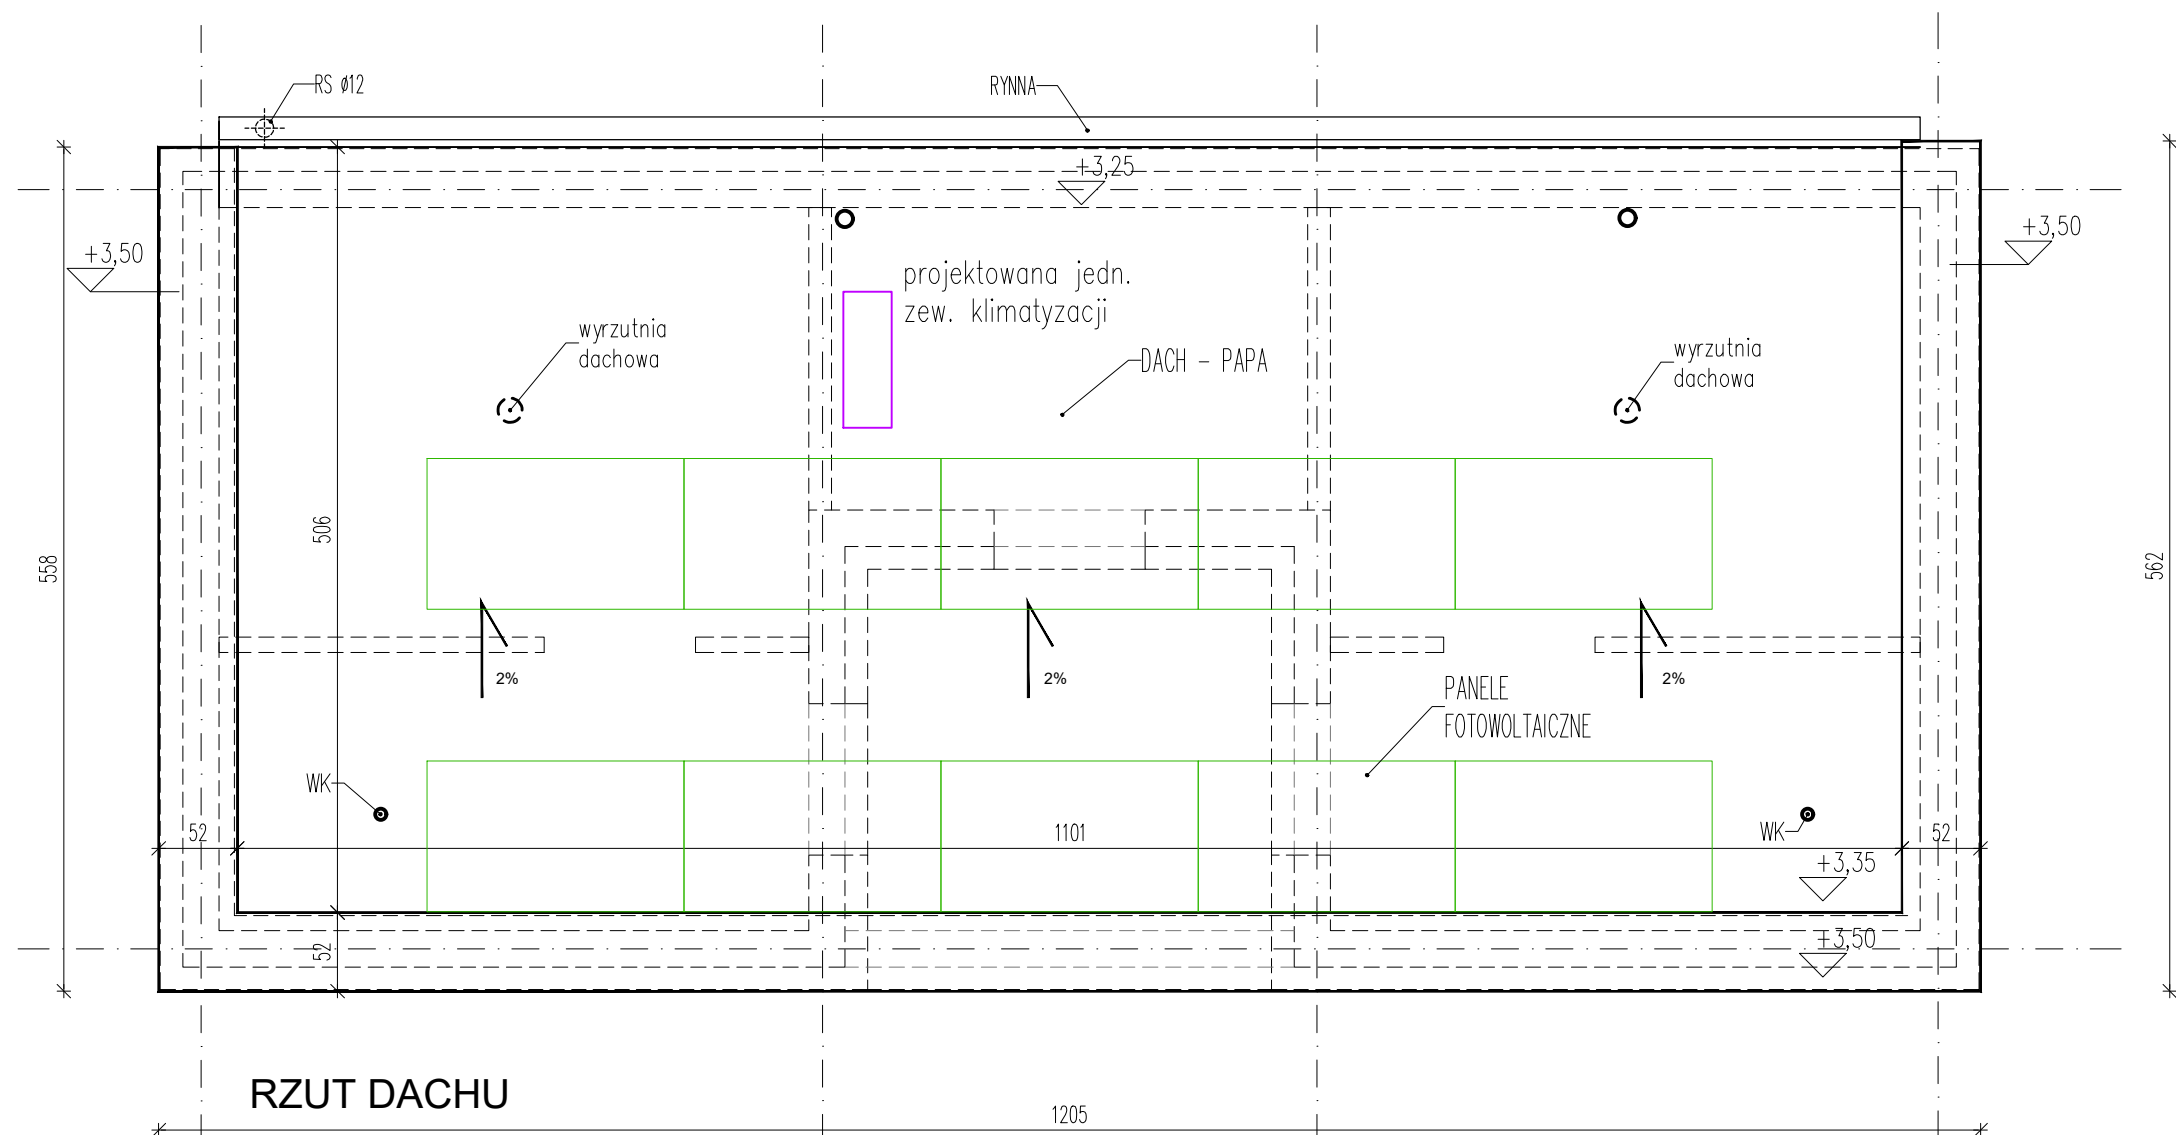 RS ø12
RYNNA
+3,25
+3,50
+3,50
projektowana jedn.
zew. klimatyzacji
wyrzutnia
dachowa
DACH - PAPA
wyrzutnia
dachowa
506
558
562
2%
2%
2%
PANELE
FOTOWOLTAICZNE
WK
52
1101
WK
52
+3,35
+3,50
52
RZUT DACHU
1205